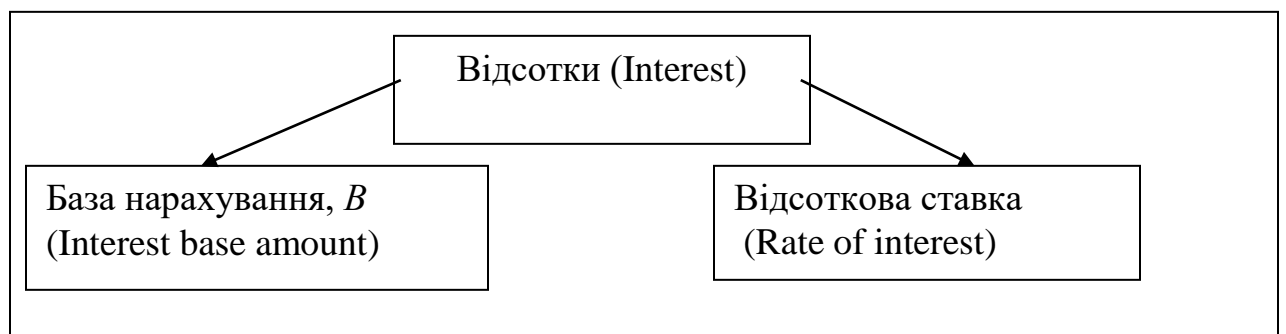 Відсотки (Interest)
База нарахування, B
(Interest base amount)
Відсоткова ставка
(Rate of interest)